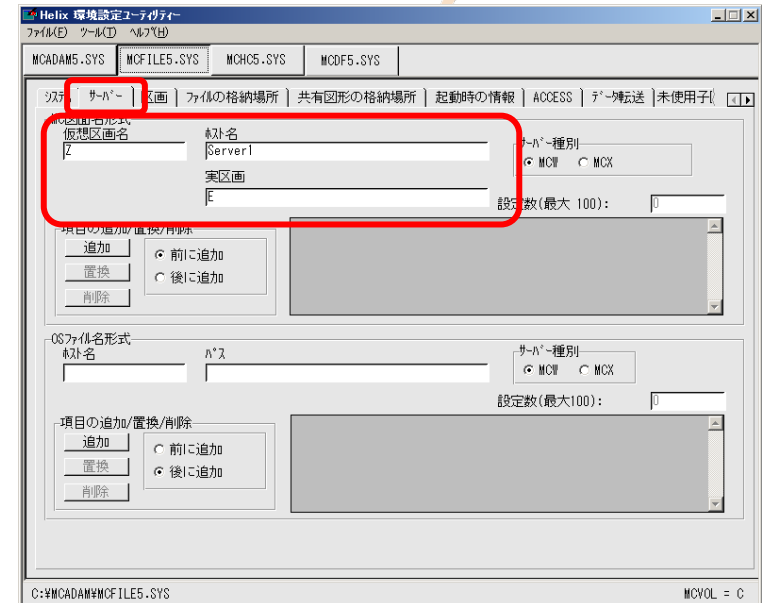 Helix 環境設定ユーティリティー
ファイル(F) ツール(T) ヘルプ(H)
MCADAM5.SYS MCFILE5.SYS MCHC5.SYS MCDF5.SYS
システム サーバー 区画 ファイルの格納場所 共有図形の格納場所 起動時の情報 ACCESS データ転送 未使用子
MC図面名形式
仮想区画名 ホスト名 サーバー種別
Z Server1 MCW MCX
実区画
E 設定数(最大 100): 0
項目の追加/置換/削除
追加 前に追加
置換 後に追加
削除
OSファイル名形式
ホスト名 パス サーバー種別
MCW MCX
設定数(最大100): 0
項目の追加/置換/削除
追加 前に追加
置換 後に追加
削除
C:¥MCADAM¥MCFILE5.SYS MCVOL = C